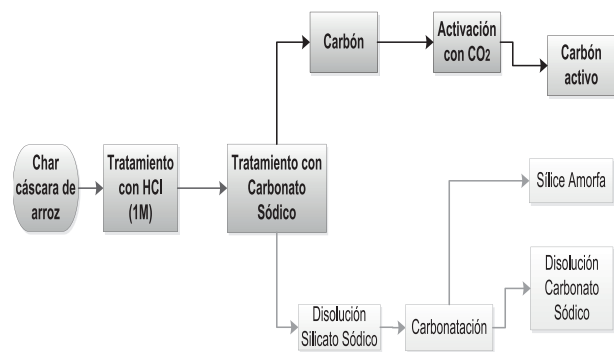 Carbón
Activación
con CO2
Carbón
activo
Char
cáscara de
arroz
Tratamiento
con HCl
(1M)
Tratamiento con
Carbonato
Sódico
Sílice Amorfa
Disolución
Silicato Sódico
Carbonatación
Disolución
Carbonato
Sódico